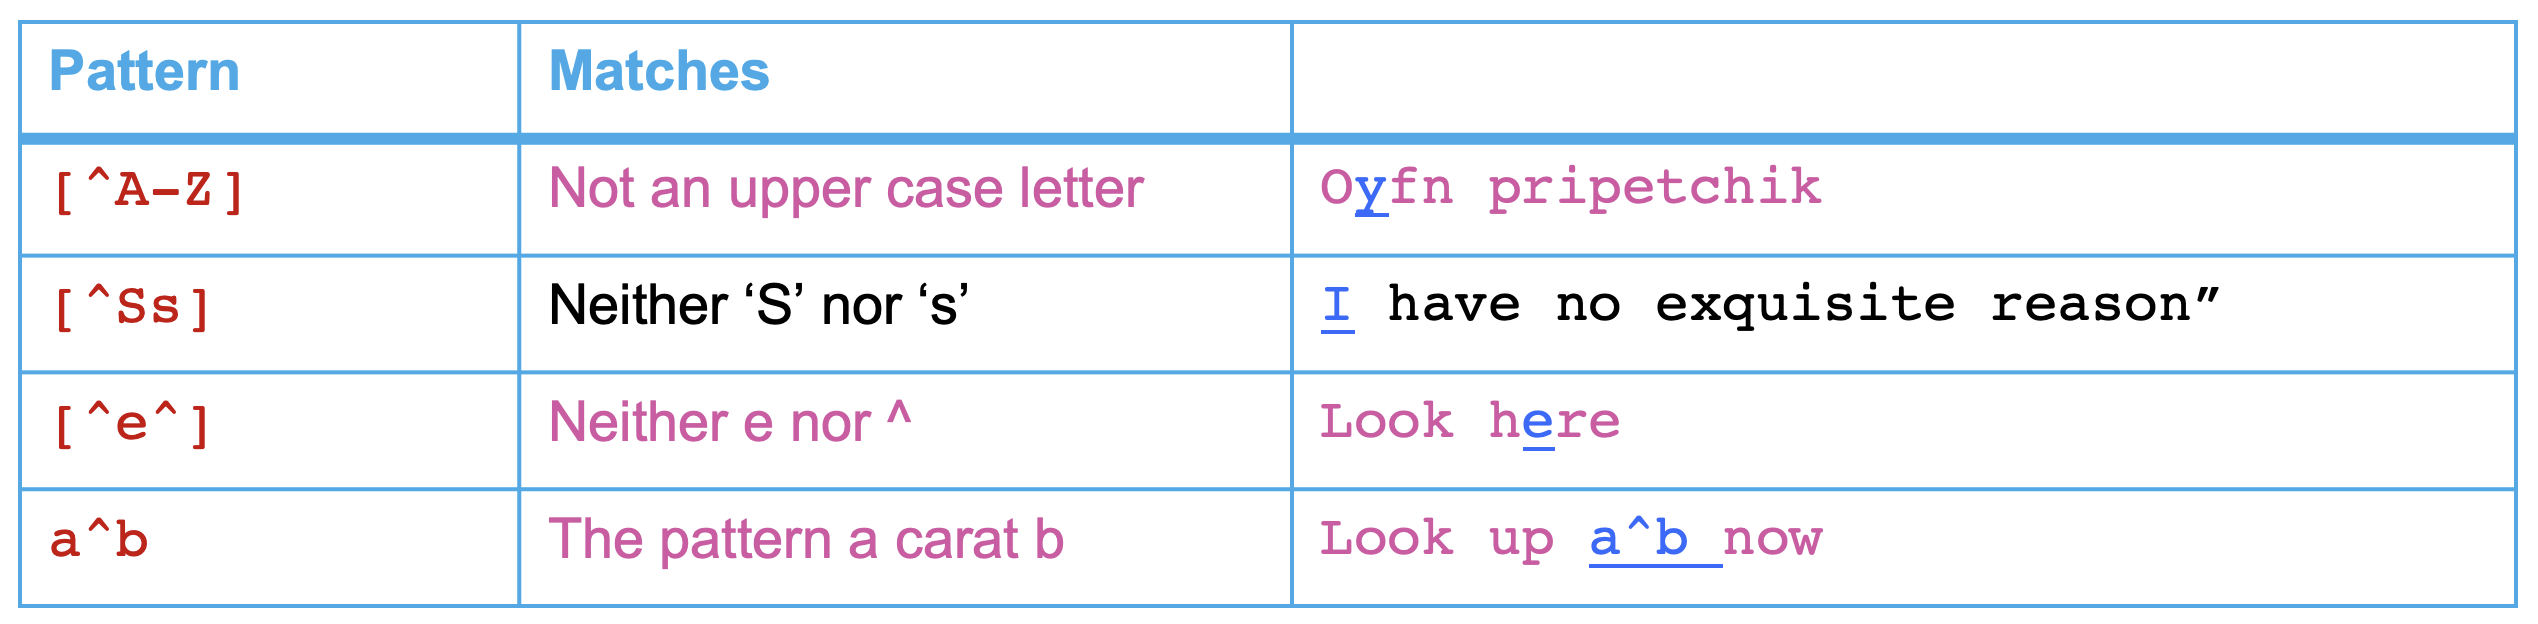 Pattern Matches
[^A-Z] Not an upper case letter Oyfn pripetchik
[^Ss] Neither ‘S’ nor ‘s’ I have no exquisite reason”
[^e^] Neither e nor ^ Look here
a^b The pattern a carat b Look up a^b now